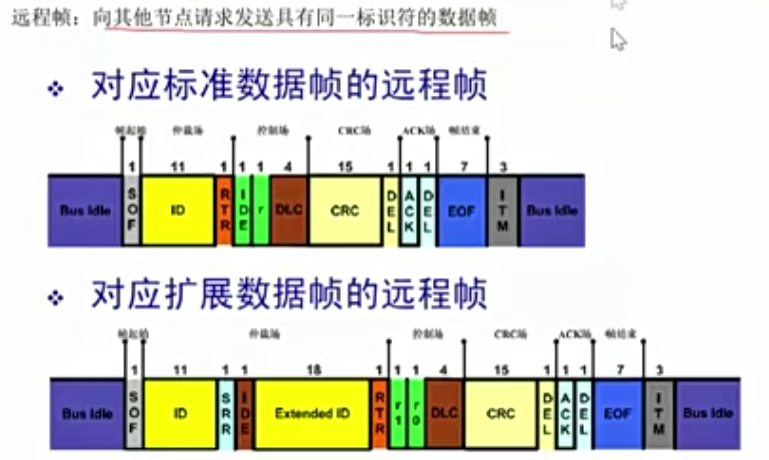 远程帧：向其他节点请求发送具有同一标识符的数据帧
❖ 对应标准数据帧的远程帧
帧起始 仲裁场 控制场 CRC场 ACK场 帧结束
1 11 1 1 1 4 15 1 1 1 7 3
Bus Idle SOF ID RTR IDE r DLC CRC DEL ACK DEL EOF ITM Bus Idle
❖ 对应扩展数据帧的远程帧
帧起始 仲裁场 控制场 CRC场 ACK场 帧结束
1 11 1 1 18 1 1 1 4 15 1 1 1 7 3
Bus Idle SOF ID SRR IDE Extended ID RTR r1 r0 DLC CRC DEL ACK DEL EOF ITM Bus Idle